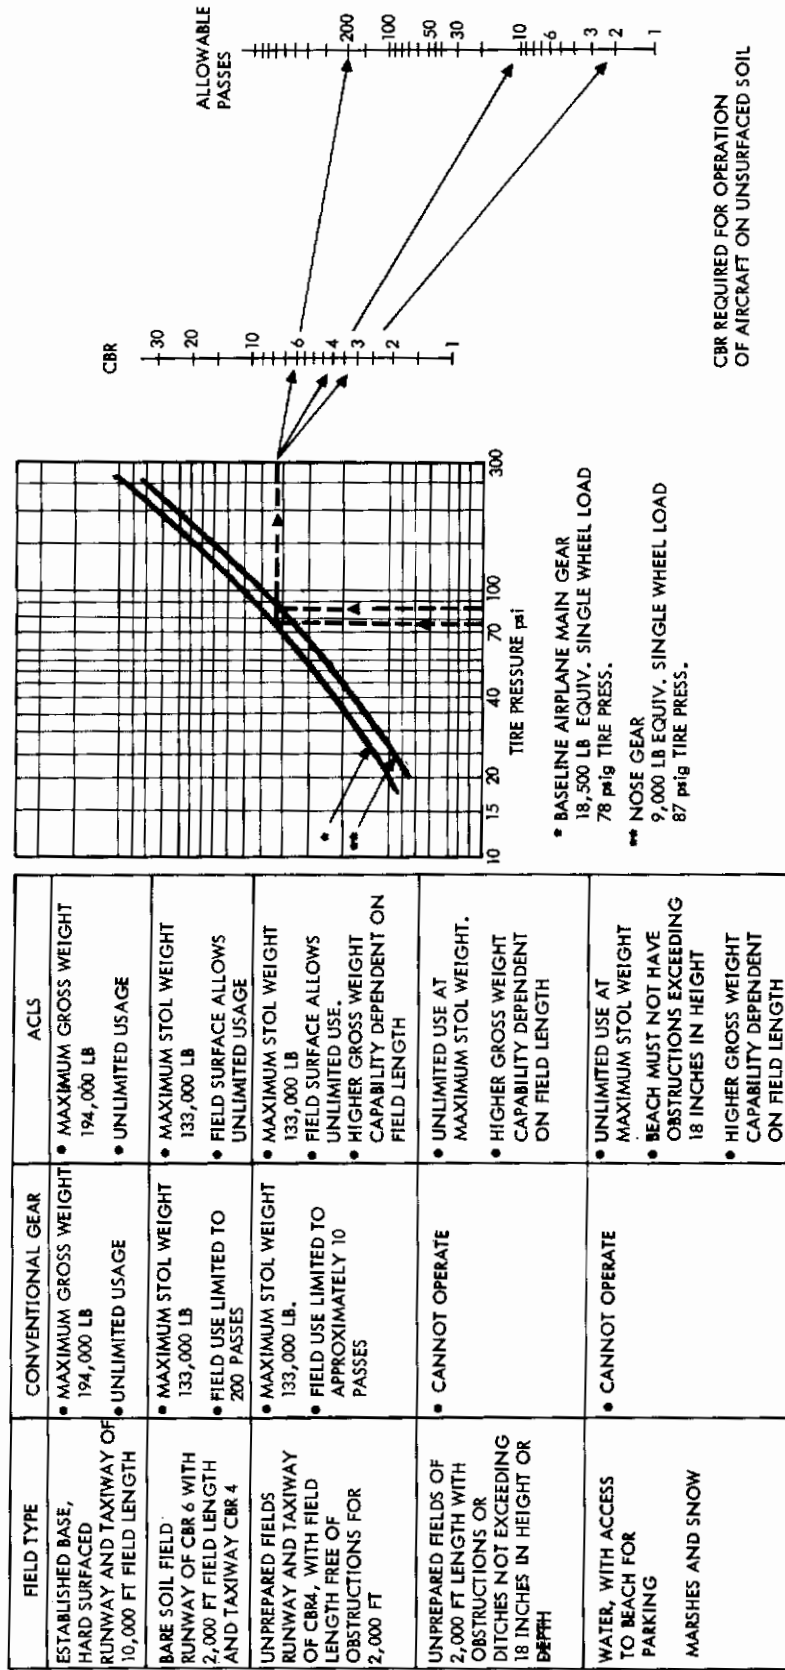 FIELD TYPE
CONVENTIONAL GEAR
ACLS
ESTABLISHED BASE,
HARD SURFACED
RUNWAY AND TAXIWAY OF
10,000 FT FIELD LENGTH
• MAXIMUM GROSS WEIGHT
194,000 LB
• UNLIMITED USAGE
• MAXIMUM GROSS WEIGHT
194,000 LB
• UNLIMITED USAGE
BARE SOIL FIELD
RUNWAY OF CBR 6 WITH
2,000 FT FIELD LENGTH
AND TAXIWAY CBR 4
• MAXIMUM STOL WEIGHT
133,000 LB
• FIELD USE LIMITED TO
200 PASSES
• MAXIMUM STOL WEIGHT
133,000 LB
• FIELD SURFACE ALLOWS
UNLIMITED USAGE
UNPREPARED FIELDS
RUNWAY AND TAXIWAY
OF CBR4, WITH FIELD
LENGTH FREE OF
OBSTRUCTIONS FOR
2,000 FT
• MAXIMUM STOL WEIGHT
133,000 LB.
• FIELD USE LIMITED TO
APPROXIMATELY 10
PASSES
• MAXIMUM STOL WEIGHT
133,000 LB
• FIELD SURFACE ALLOWS
UNLIMITED USE.
• HIGHER GROSS WEIGHT
CAPABILITY DEPENDENT ON
FIELD LENGTH
UNPREPARED FIELDS OF
2,000 FT LENGTH WITH
OBSTRUCTIONS OR
DITCHES NOT EXCEEDING
18 INCHES IN HEIGHT OR
DEPTH
• CANNOT OPERATE
• UNLIMITED USE AT
MAXIMUM STOL WEIGHT.
• HIGHER GROSS WEIGHT
CAPABILITY DEPENDENT
ON FIELD LENGTH
WATER, WITH ACCESS
TO BEACH FOR
PARKING
MARSHES AND SNOW
• CANNOT OPERATE
• UNLIMITED USE AT
MAXIMUM STOL WEIGHT
• BEACH MUST NOT HAVE
OBSTRUCTIONS EXCEEDING
18 INCHES IN HEIGHT
• HIGHER GROSS WEIGHT
CAPABILITY DEPENDENT
ON FIELD LENGTH
*
**
10 15 20 40 70 100 300
TIRE PRESSURE psi
* BASELINE AIRPLANE MAIN GEAR
18,500 LB EQUIV. SINGLE WHEEL LOAD
78 psig TIRE PRESS.
** NOSE GEAR
9,000 LB EQUIV. SINGLE WHEEL LOAD
87 psig TIRE PRESS.
CBR
30
20
10
6
4
3
2
1
ALLOWABLE
PASSES
200
100
50
30
10
6
3
2
1
CBR REQUIRED FOR OPERATION
OF AIRCRAFT ON UNSURFACED SOIL